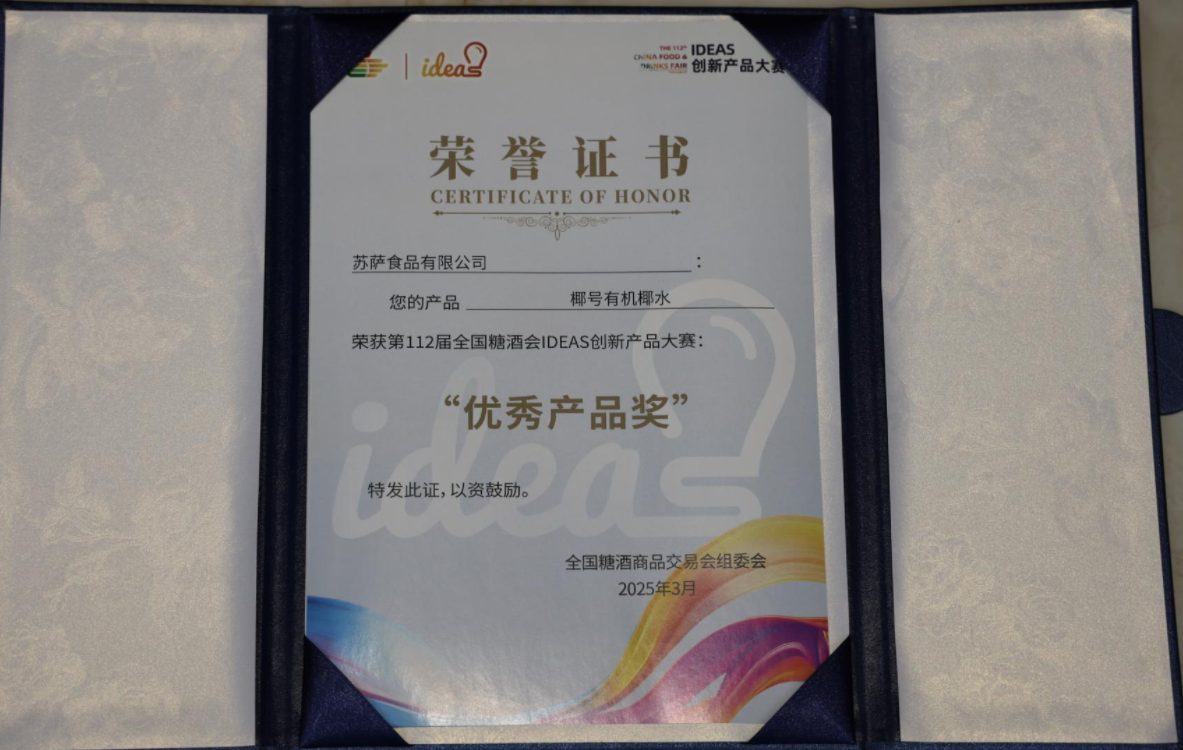 idea
THE 112th
CHINA FOOD &
DRINKS FAIR
IDEAS
创新产品大赛
荣誉证书
CERTIFICATE OF HONOR
苏萨食品有限公司：
您的产品 椰号有机椰水
荣获第112届全国糖酒会IDEAS创新产品大赛：
“优秀产品奖”
特发此证，以资鼓励。
ideas
全国糖酒商品交易会组委会
2025年3月